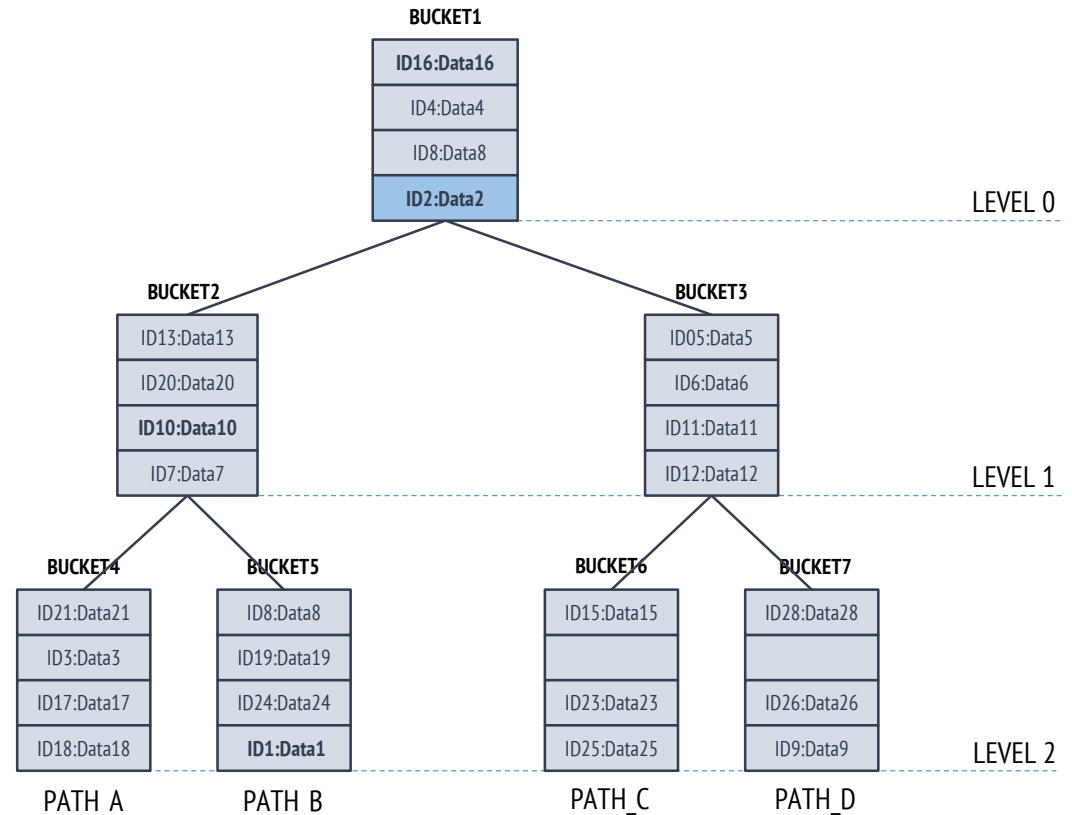 BUCKET1
ID16:Data16
ID4:Data4
ID8:Data8
ID2:Data2
LEVEL 0
BUCKET2
ID13:Data13
ID20:Data20
ID10:Data10
ID7:Data7
BUCKET3
ID05:Data5
ID6:Data6
ID11:Data11
ID12:Data12
LEVEL 1
BUCKET4
ID21:Data21
ID3:Data3
ID17:Data17
ID18:Data18
BUCKET5
ID8:Data8
ID19:Data19
ID24:Data24
ID1:Data1
BUCKET6
ID15:Data15
ID23:Data23
ID25:Data25
BUCKET7
ID28:Data28
ID26:Data26
ID9:Data9
LEVEL 2
PATH A
PATH B
PATH_C
PATH_D